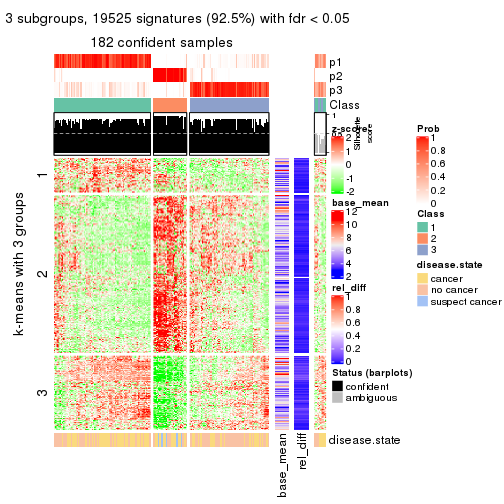 3 subgroups, 19525 signatures (92.5%) with fdr < 0.05
182 confident samples
p1
p2
p3
Class
1
0.5
0
Silhouette
score
k-means with 3 groups
1
2
3
z-score
2
1
0
-1
-2
base_mean
12
10
8
6
4
2
rel_diff
1
0.8
0.6
0.4
0.2
0
Status (barplots)
confident
ambiguous
Prob
1
0.8
0.6
0.4
0.2
0
Class
1
2
3
disease.state
cancer
no cancer
suspect cancer
disease.state
base_mean
rel_diff